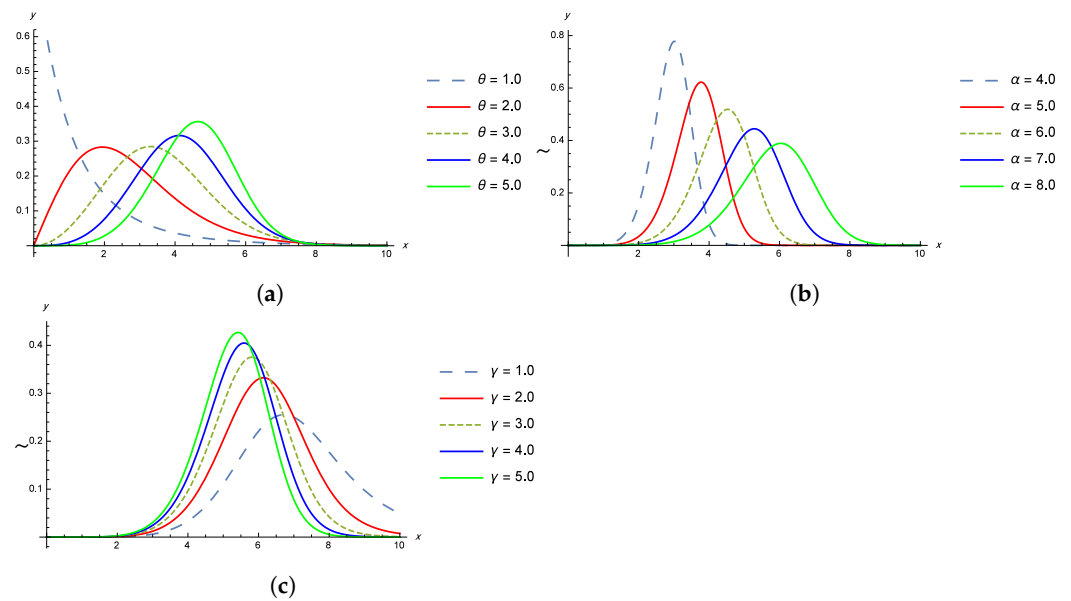 y
0.6
0.5
0.4
0.3
0.2
0.1
2 4 6 8 10 x
θ = 1.0
θ = 2.0
θ = 3.0
θ = 4.0
θ = 5.0
(a)
y
0.8
0.6
0.4
0.2
~
2 4 6 8 10 x
α = 4.0
α = 5.0
α = 6.0
α = 7.0
α = 8.0
(b)
y
0.4
0.3
0.2
0.1
~
2 4 6 8 10 x
γ = 1.0
γ = 2.0
γ = 3.0
γ = 4.0
γ = 5.0
(c)